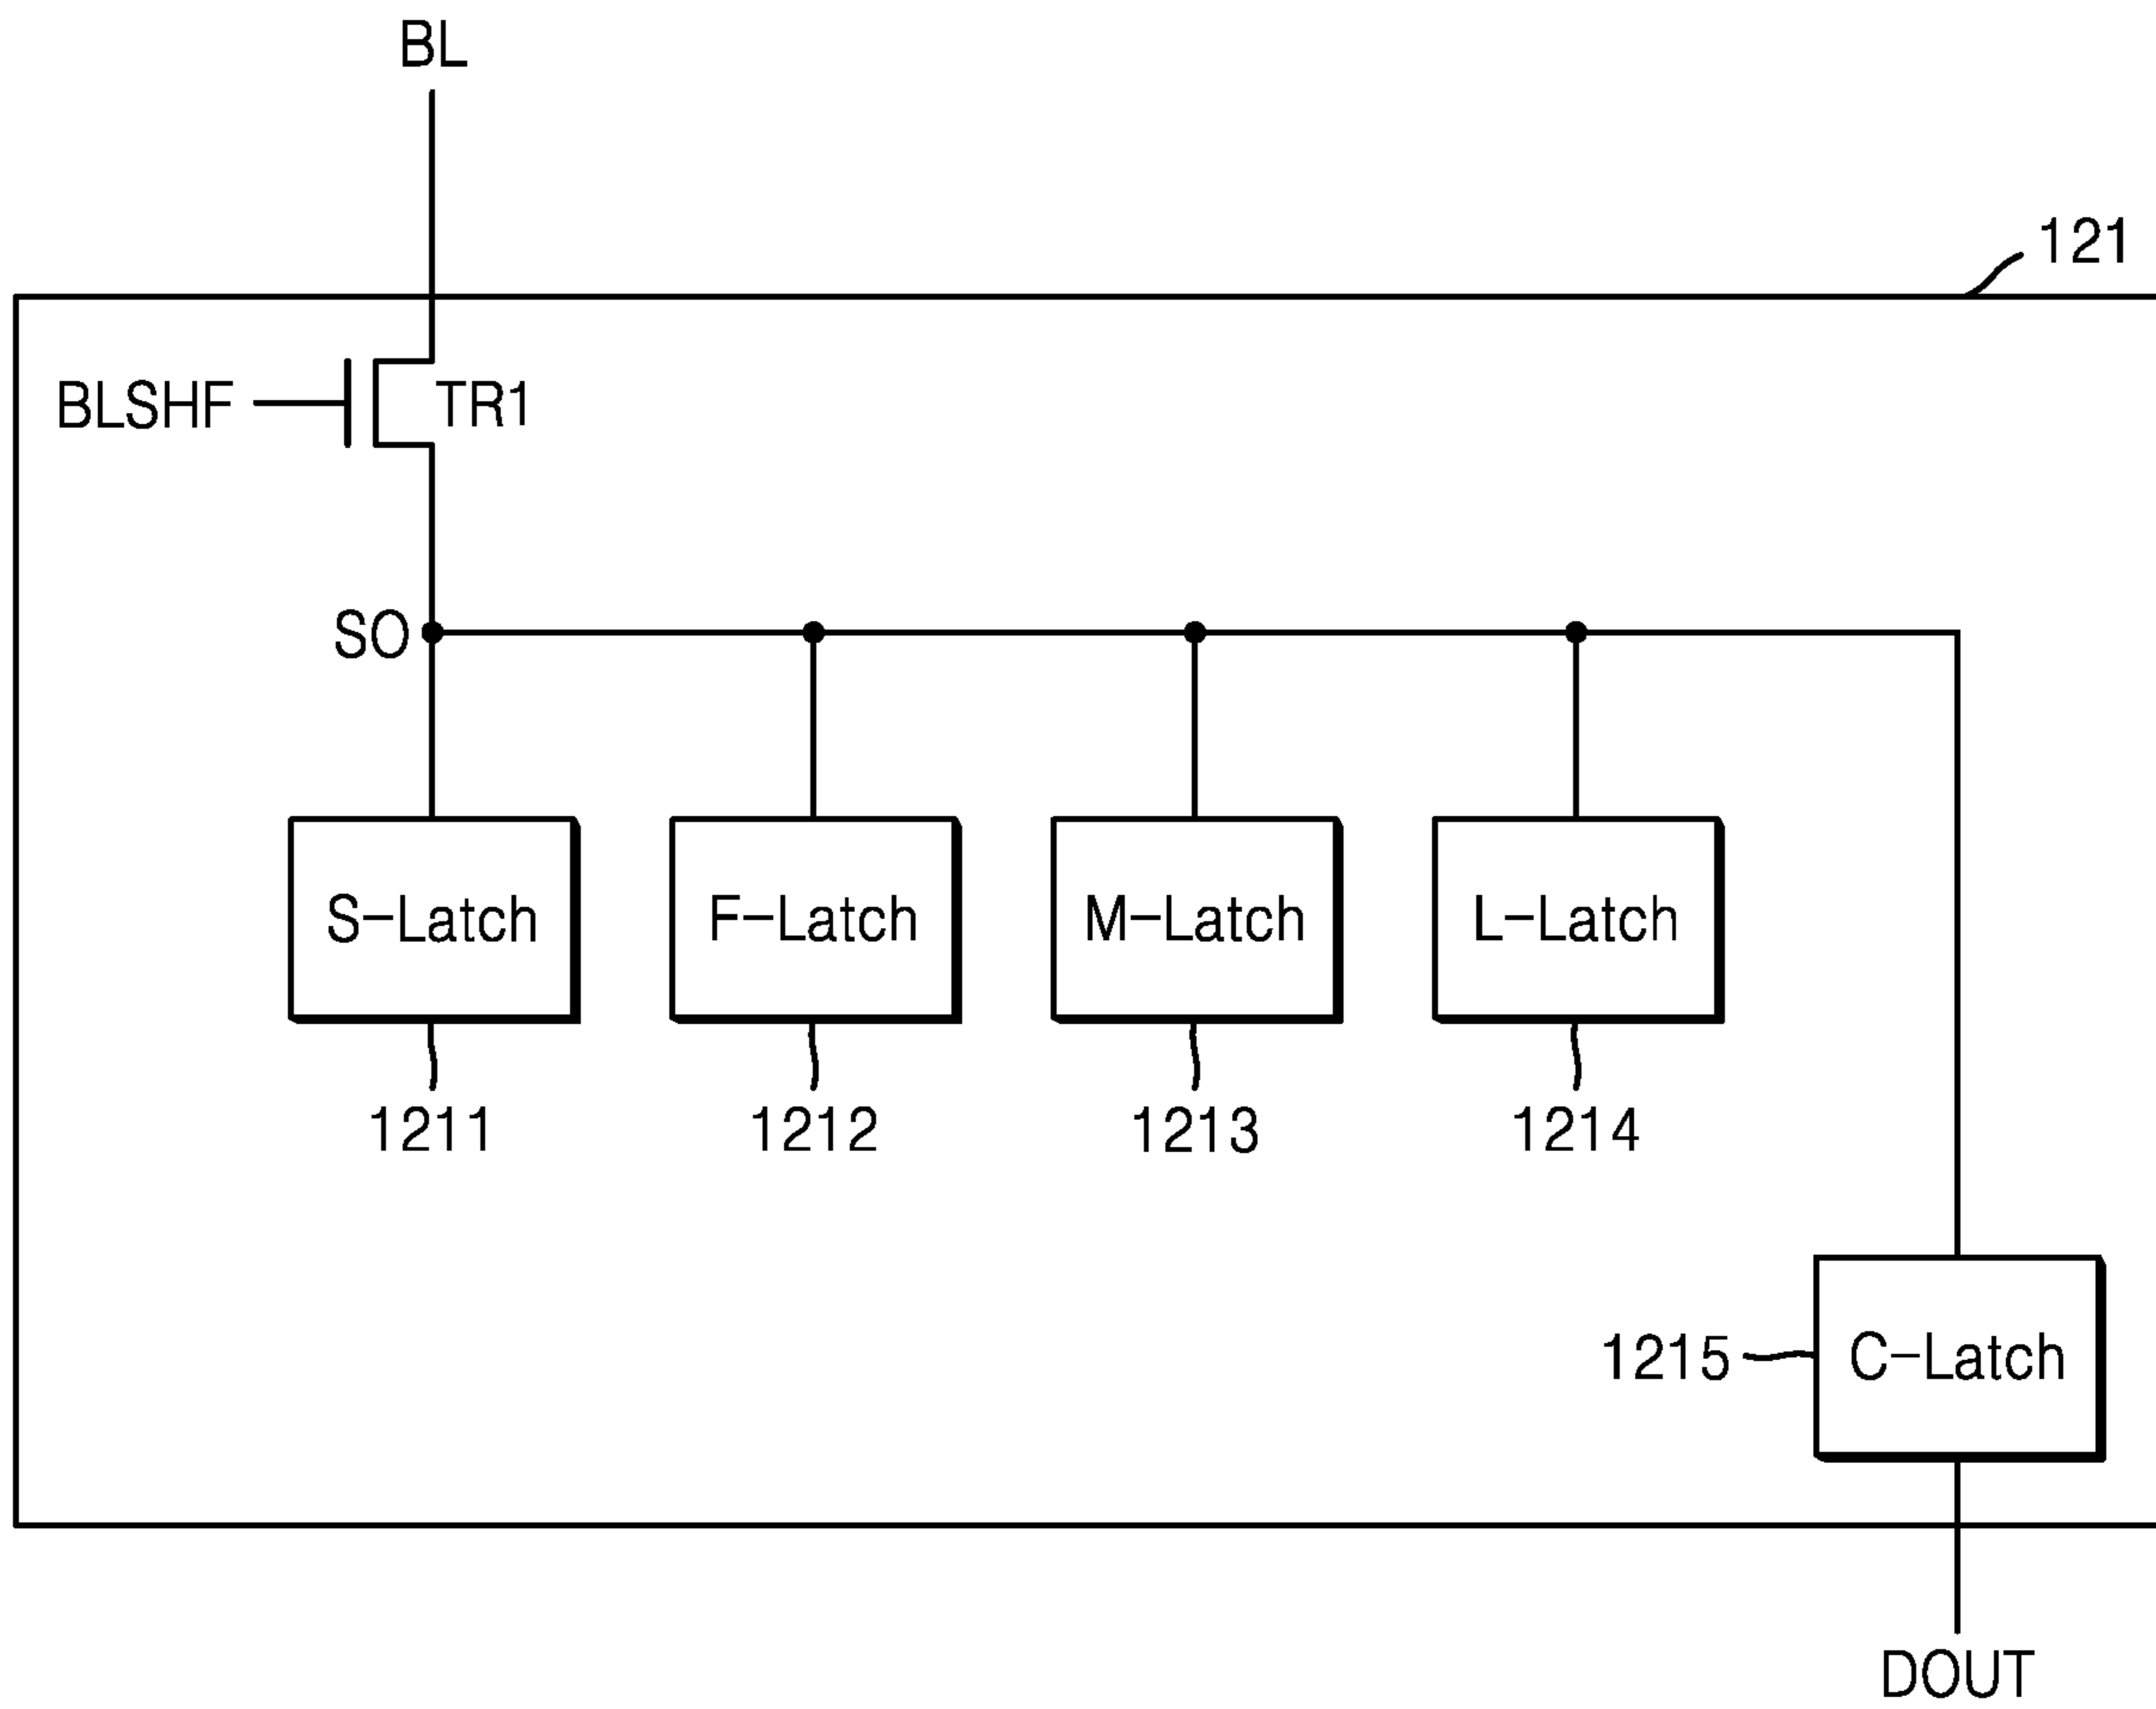 BL
121
BLSHF
TR1
SO
S-Latch
F-Latch
M-Latch
L-Latch
1211
1212
1213
1214
1215
C-Latch
DOUT